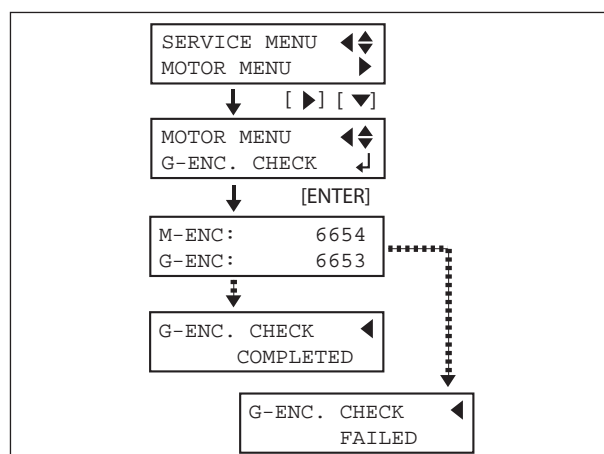 SERVICE MENU ◀▲▼
MOTOR MENU ▶
[ ▶] [ ▼]
MOTOR MENU ◀▲▼
G-ENC. CHECK ↵
[ENTER]
M-ENC: 6654
G-ENC: 6653
G-ENC. CHECK ◀
COMPLETED
G-ENC. CHECK ◀
FAILED